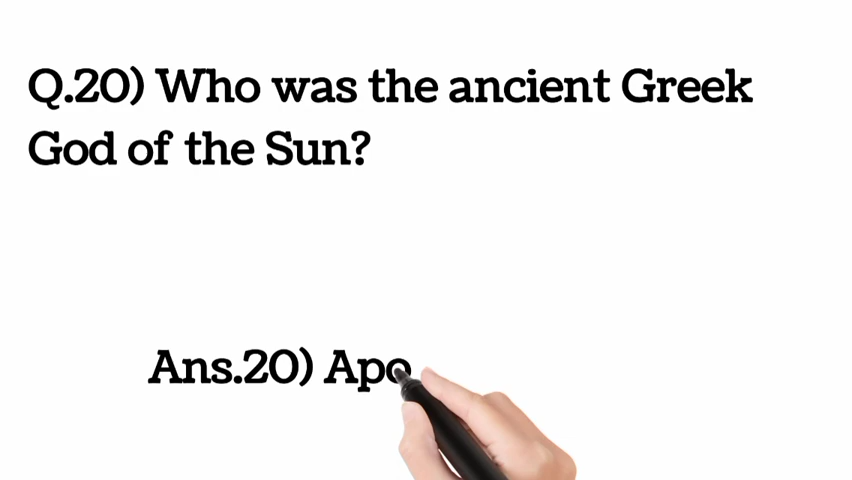 Q.20) Who was the ancient Greek
God of the Sun?
Ans.20) Apo